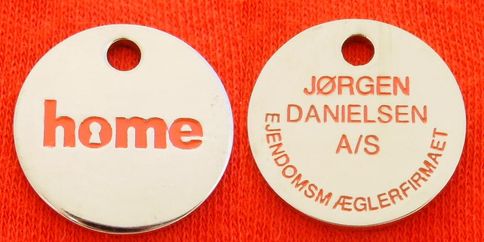 home
JØRGEN
DANIELSEN
A/S
EJENDOMSMÆGLERFIRMAET